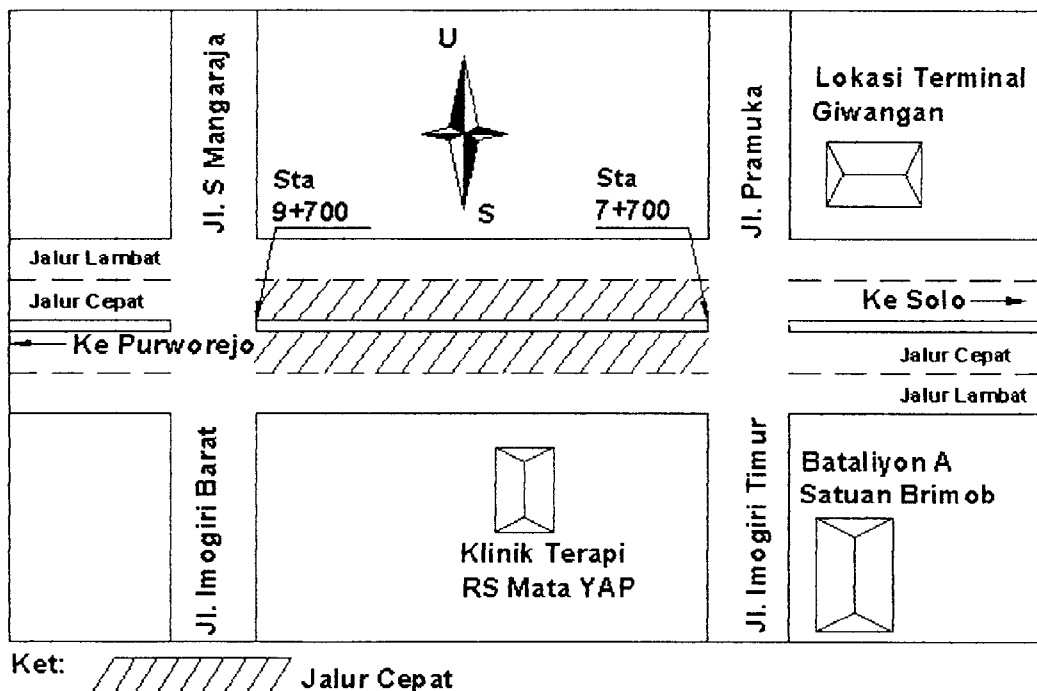 Jl. S Mangaraja
U
S
Jl. Pramuka
Lokasi Terminal
Giwangan
Sta
9+700
Sta
7+700
Jalur Lambat
Jalur Cepat
Ke Solo
Ke Purworejo
Jalur Cepat
Jalur Lambat
Jl. Imogiri Barat
Klinik Terapi
RS Mata YAP
Jl. Imogiri Timur
Bataliyon A
Satuan Brimob
Ket:
Jalur Cepat